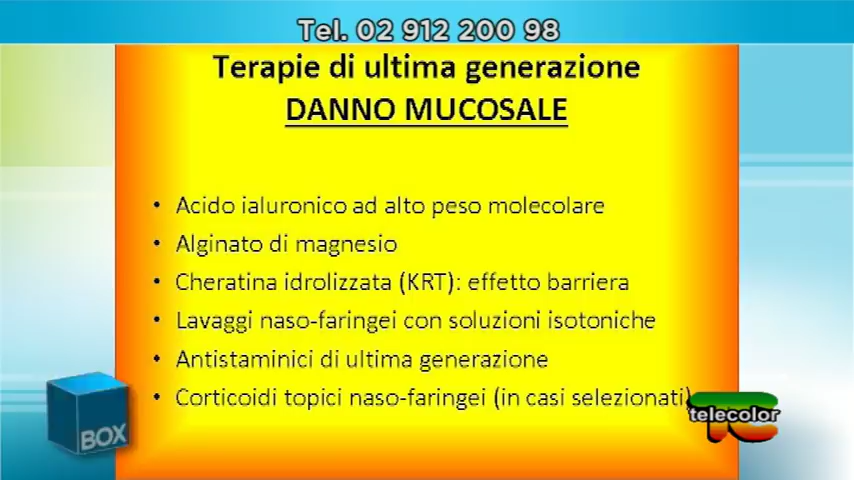 Tel. 02 912 200 98
Terapie di ultima generazione
DANNO MUCOSALE
• Acido ialuronico ad alto peso molecolare
• Alginato di magnesio
• Cheratina idrolizzata (KRT): effetto barriera
• Lavaggi naso-faringei con soluzioni isotoniche
• Antistaminici di ultima generazione
• Corticoidi topici naso-faringei (in casi selezionati)
telecolor
BOX